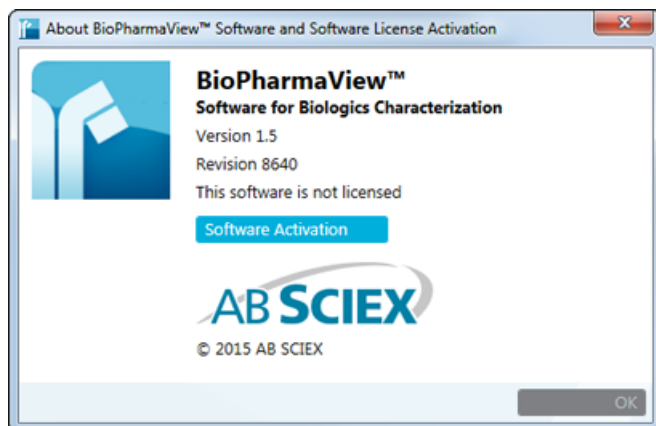 About BioPharmaView™ Software and Software License Activation
BioPharmaView™
Software for Biologics Characterization
Version 1.5
Revision 8640
This software is not licensed
Software Activation
AB SCIEX
© 2015 AB SCIEX
OK